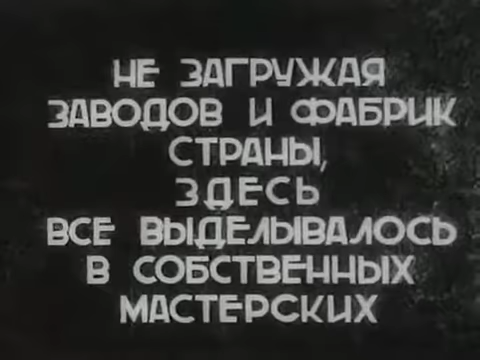 НЕ ЗАГРУЖАЯ
ЗАВОДОВ И ФАБРИК
СТРАНЫ,
ЗДЕСЬ
ВСЕ ВЫДЕЛЫВАЛОСЬ
В СОБСТВЕННЫХ
МАСТЕРСКИХ